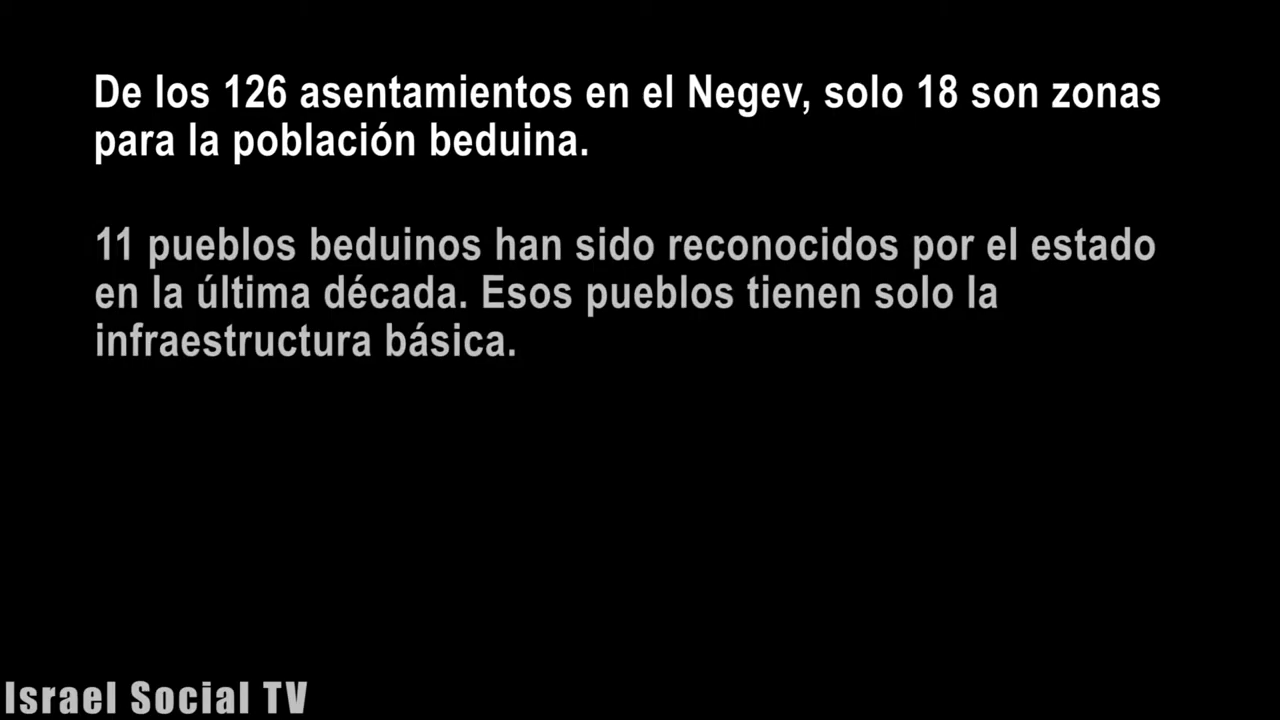 De los 126 asentamientos en el Negev, solo 18 son zonas
para la población beduina.
11 pueblos beduinos han sido reconocidos por el estado
en la última década. Esos pueblos tienen solo la
infraestructura básica.
Israel Social TV